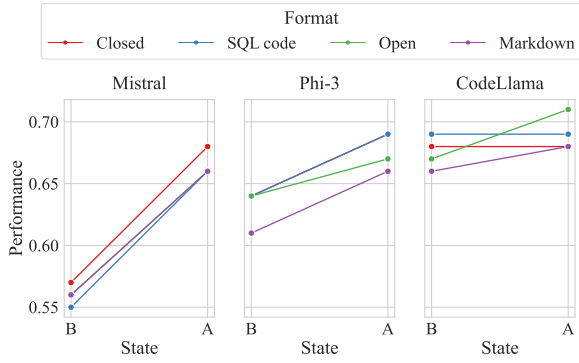 Format
Closed SQL code Open Markdown
Mistral Phi-3 CodeLlama
Performance
0.70
0.65
0.60
0.55
B A B A B A
State State State